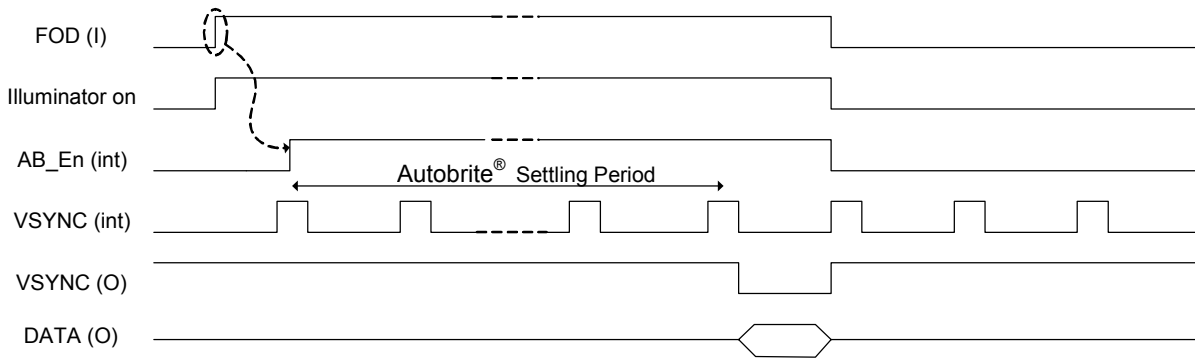 FOD (I)
Illuminator on
AB_En (int)
Autobrite® Settling Period
VSYNC (int)
VSYNC (O)
DATA (O)